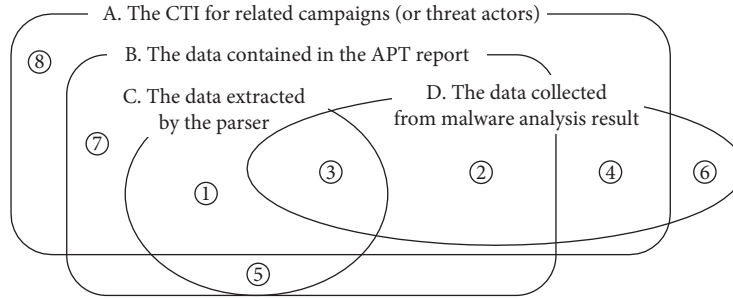 A. The CTI for related campaigns (or threat actors)
⑧
B. The data contained in the APT report
C. The data extracted
by the parser
D. The data collected
from malware analysis result
⑦
①
③
②
④
⑥
⑤